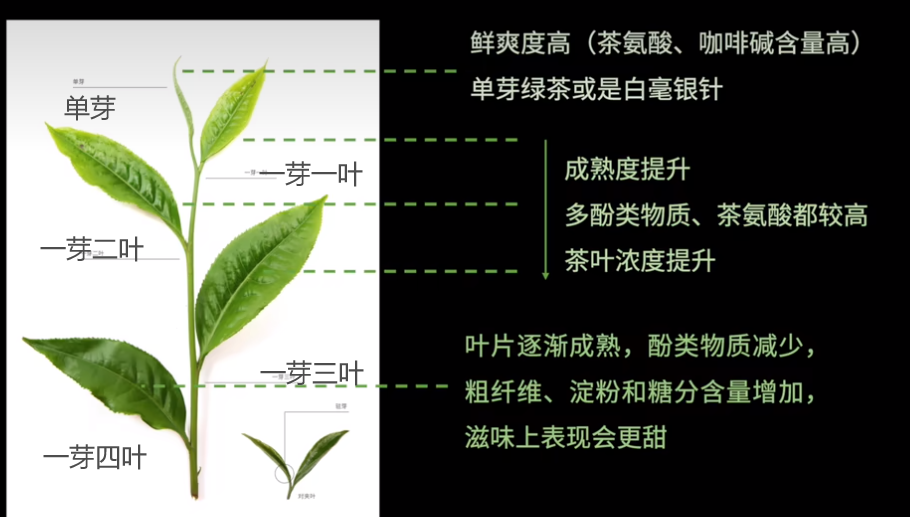 单芽
单芽
一芽一叶
一芽二叶
一芽三叶
一芽四叶
驻芽
对夹叶
鲜爽度高（茶氨酸、咖啡碱含量高）
单芽绿茶或是白毫银针
成熟度提升
多酚类物质、茶氨酸都较高
茶叶浓度提升
叶片逐渐成熟，酚类物质减少，
粗纤维、淀粉和糖分含量增加，
滋味上表现会更甜